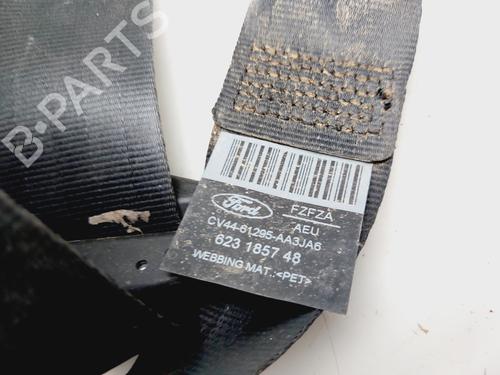 B-PARTS
Ford
FZFZA
AEU
CV44-61295-AA3JA6
623 1857 48
WEBBING MAT.:<PET>